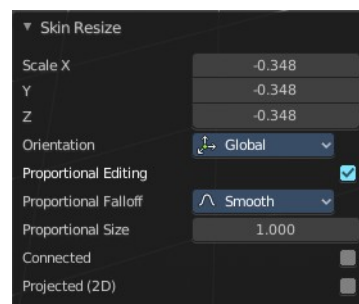 Skin Resize
Scale X -0.348
Y -0.348
Z -0.348
Orientation Global
Proportional Editing
Proportional Falloff Smooth
Proportional Size 1.000
Connected
Projected (2D)